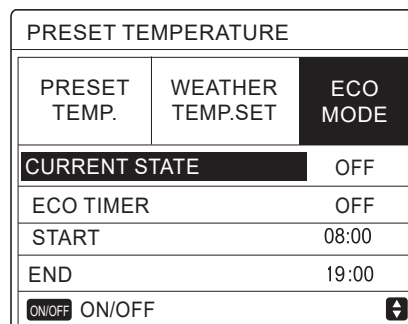 PRESET TEMPERATURE
PRESET TEMP.
WEATHER TEMP.SET
ECO MODE
CURRENT STATE OFF
ECO TIMER OFF
START 08:00
END 19:00
ON/OFF ON/OFF